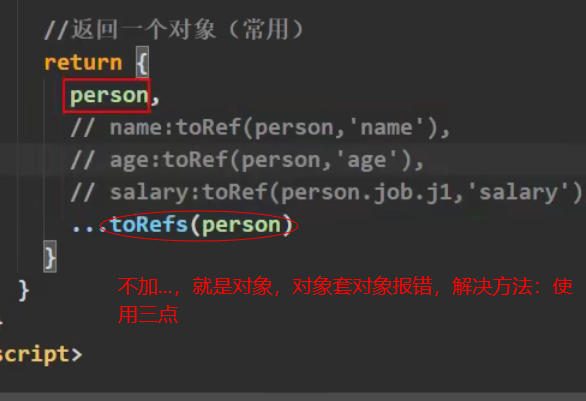 //返回一个对象（常用）
return {
person,
// name:toRef(person,'name'),
// age:toRef(person,'age'),
// salary:toRef(person.job.j1,'salary')
...toRefs(person)
}
不加...，就是对象，对象套对象报错，解决方法：使
用三点
}
script>